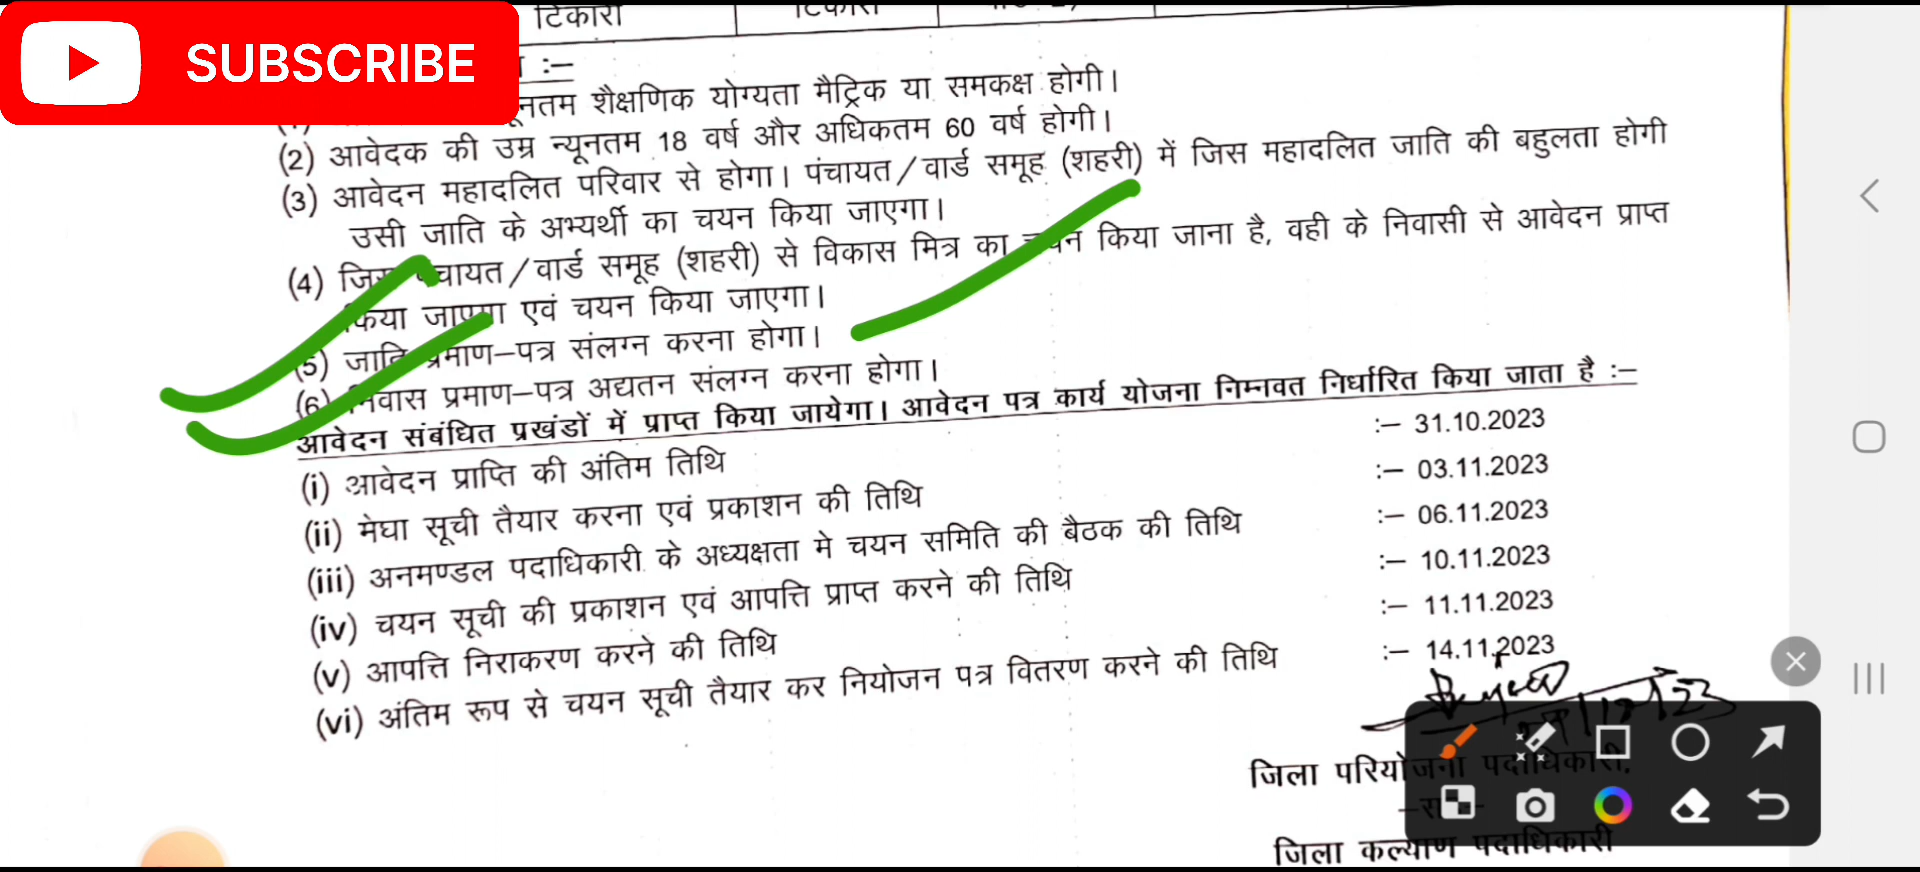 टिकारी टिकारी
SUBSCRIBE
:–
न्यूनतम शैक्षणिक योग्यता मैट्रिक या समकक्ष होगी।
(2) आवेदक की उम्र न्यूनतम 18 वर्ष और अधिकतम 60 वर्ष होगी।
(3) आवेदन महादलित परिवार से होगा। पंचायत/वार्ड समूह (शहरी) में जिस महादलित जाति की बहुलता होगी
उसी जाति के अभ्यर्थी का चयन किया जाएगा।
(4) जिस पंचायत/वार्ड समूह (शहरी) से विकास मित्र का चयन किया जाना है, वही के निवासी से आवेदन प्राप्त
किया जाएगा एवं चयन किया जाएगा।
(5) जाति प्रमाण–पत्र संलग्न करना होगा।
(6) निवास प्रमाण–पत्र अद्यतन संलग्न करना होगा।
आवेदन संबंधित प्रखंडों में प्राप्त किया जायेगा। आवेदन पत्र कार्य योजना निम्नवत निर्धारित किया जाता है :–
(i) आवेदन प्राप्ति की अंतिम तिथि :– 31.10.2023
(ii) मेघा सूची तैयार करना एवं प्रकाशन की तिथि :– 03.11.2023
(iii) अनमण्डल पदाधिकारी के अध्यक्षता मे चयन समिति की बैठक की तिथि :– 06.11.2023
(iv) चयन सूची की प्रकाशन एवं आपत्ति प्राप्त करने की तिथि :– 10.11.2023
(v) आपत्ति निराकरण करने की तिथि :– 11.11.2023
(vi) अंतिम रूप से चयन सूची तैयार कर नियोजन पत्र वितरण करने की तिथि :– 14.11.2023
जिला परियोजना पदाधिकारी,
जिला कल्याण पदाधिकारी